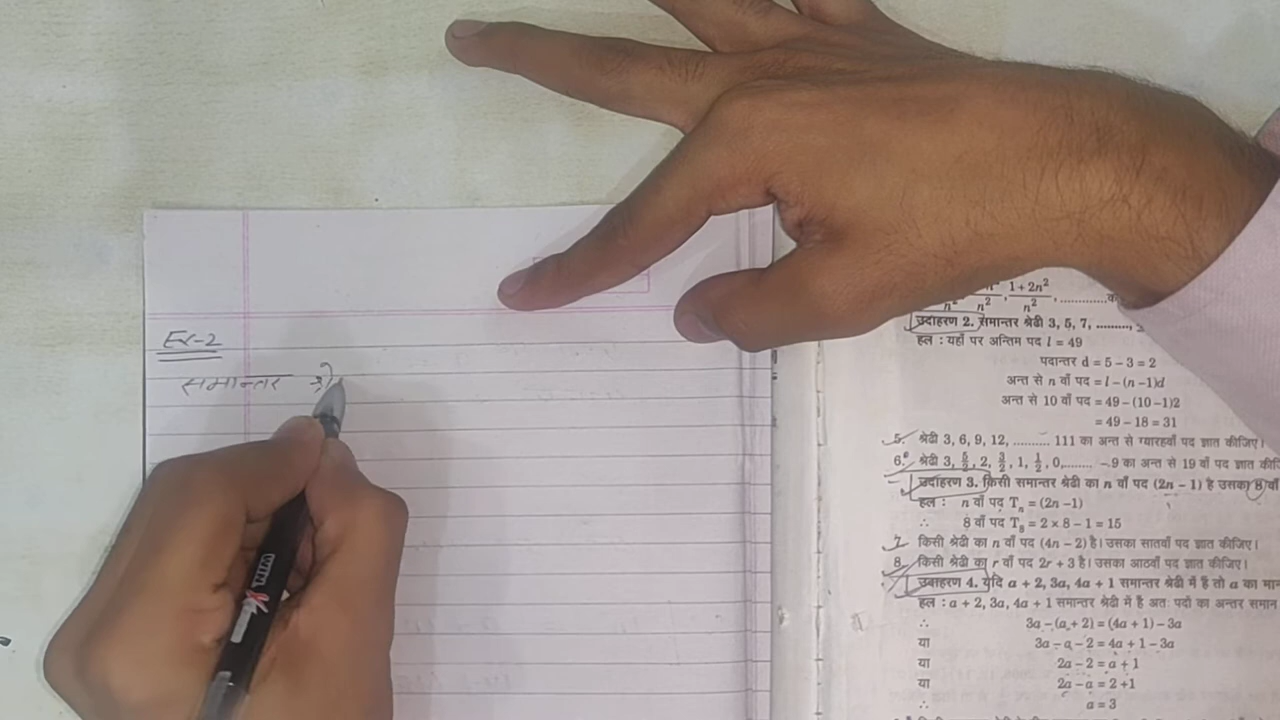 Ex-2
समान्तर श्रे
WIN
n² n² , 1+2n²/n² , ............
उदाहरण 2. समान्तर श्रेढी 3, 5, 7, .........,
हल : यहाँ पर अन्तिम पद l = 49
पदान्तर d = 5 – 3 = 2
अन्त से n वाँ पद = l – (n – 1)d
अन्त से 10 वाँ पद = 49 – (10 – 1)2
= 49 – 18 = 31
5. श्रेढी 3, 6, 9, 12, .......... 111 का अन्त से ग्यारहवाँ पद ज्ञात कीजिए।
6. श्रेढी 3, 5/2, 2, 3/2, 1, 1/2, 0,....... – 9 का अन्त से 19 वाँ पद ज्ञात
उदाहरण 3. किसी समान्तर श्रेढी का n वाँ पद (2n – 1) है उसका 8 वाँ
हल : n वाँ पद Tₙ = (2n – 1)
∴ 8 वाँ पद T₈ = 2 × 8 – 1 = 15
7. किसी श्रेढी का n वाँ पद (4n – 2) है। उसका सातवाँ पद ज्ञात कीजिए।
8. किसी श्रेढी का r वाँ पद 2r + 3 है। उसका आठवाँ पद ज्ञात कीजिए।
उदाहरण 4. यदि a + 2, 3a, 4a + 1 समान्तर श्रेढी में है तो a का
हल : a + 2, 3a, 4a + 1 समान्तर श्रेढी में है अतः पदों का अन्तर समान
∴ 3a – (a + 2) = (4a + 1) – 3a
या 3a – a – 2 = 4a + 1 – 3a
या 2a – 2 = a + 1
या 2a – a = 2 + 1
∴ a = 3